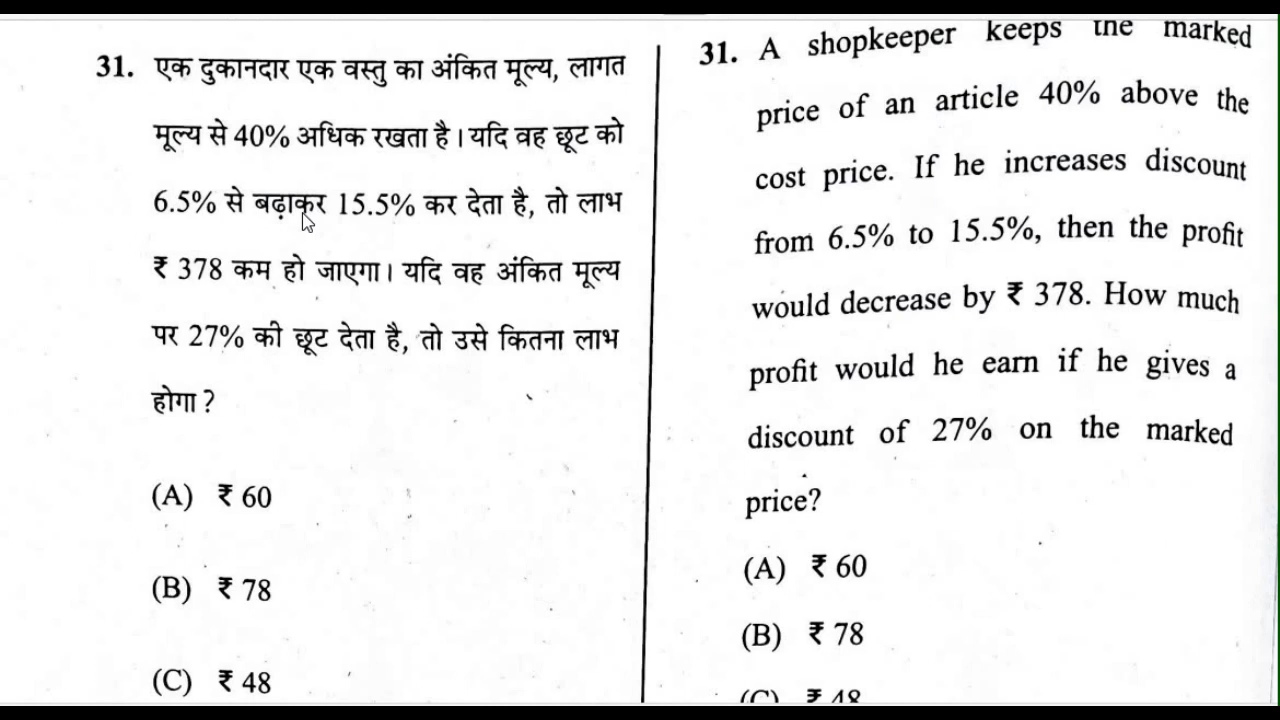 31. एक दुकानदार एक वस्तु का अंकित मूल्य, लागत
मूल्य से 40% अधिक रखता है। यदि वह छूट को
6.5% से बढ़ाकर 15.5% कर देता है, तो लाभ
₹ 378 कम हो जाएगा। यदि वह अंकित मूल्य
पर 27% की छूट देता है, तो उसे कितना लाभ
होगा ?
(A) ₹ 60
(B) ₹ 78
(C) ₹ 48
31. A shopkeeper keeps the marked
price of an article 40% above the
cost price. If he increases discount
from 6.5% to 15.5%, then the profit
would decrease by ₹ 378. How much
profit would he earn if he gives a
discount of 27% on the marked
price?
(A) ₹ 60
(B) ₹ 78
(C) ₹ 48